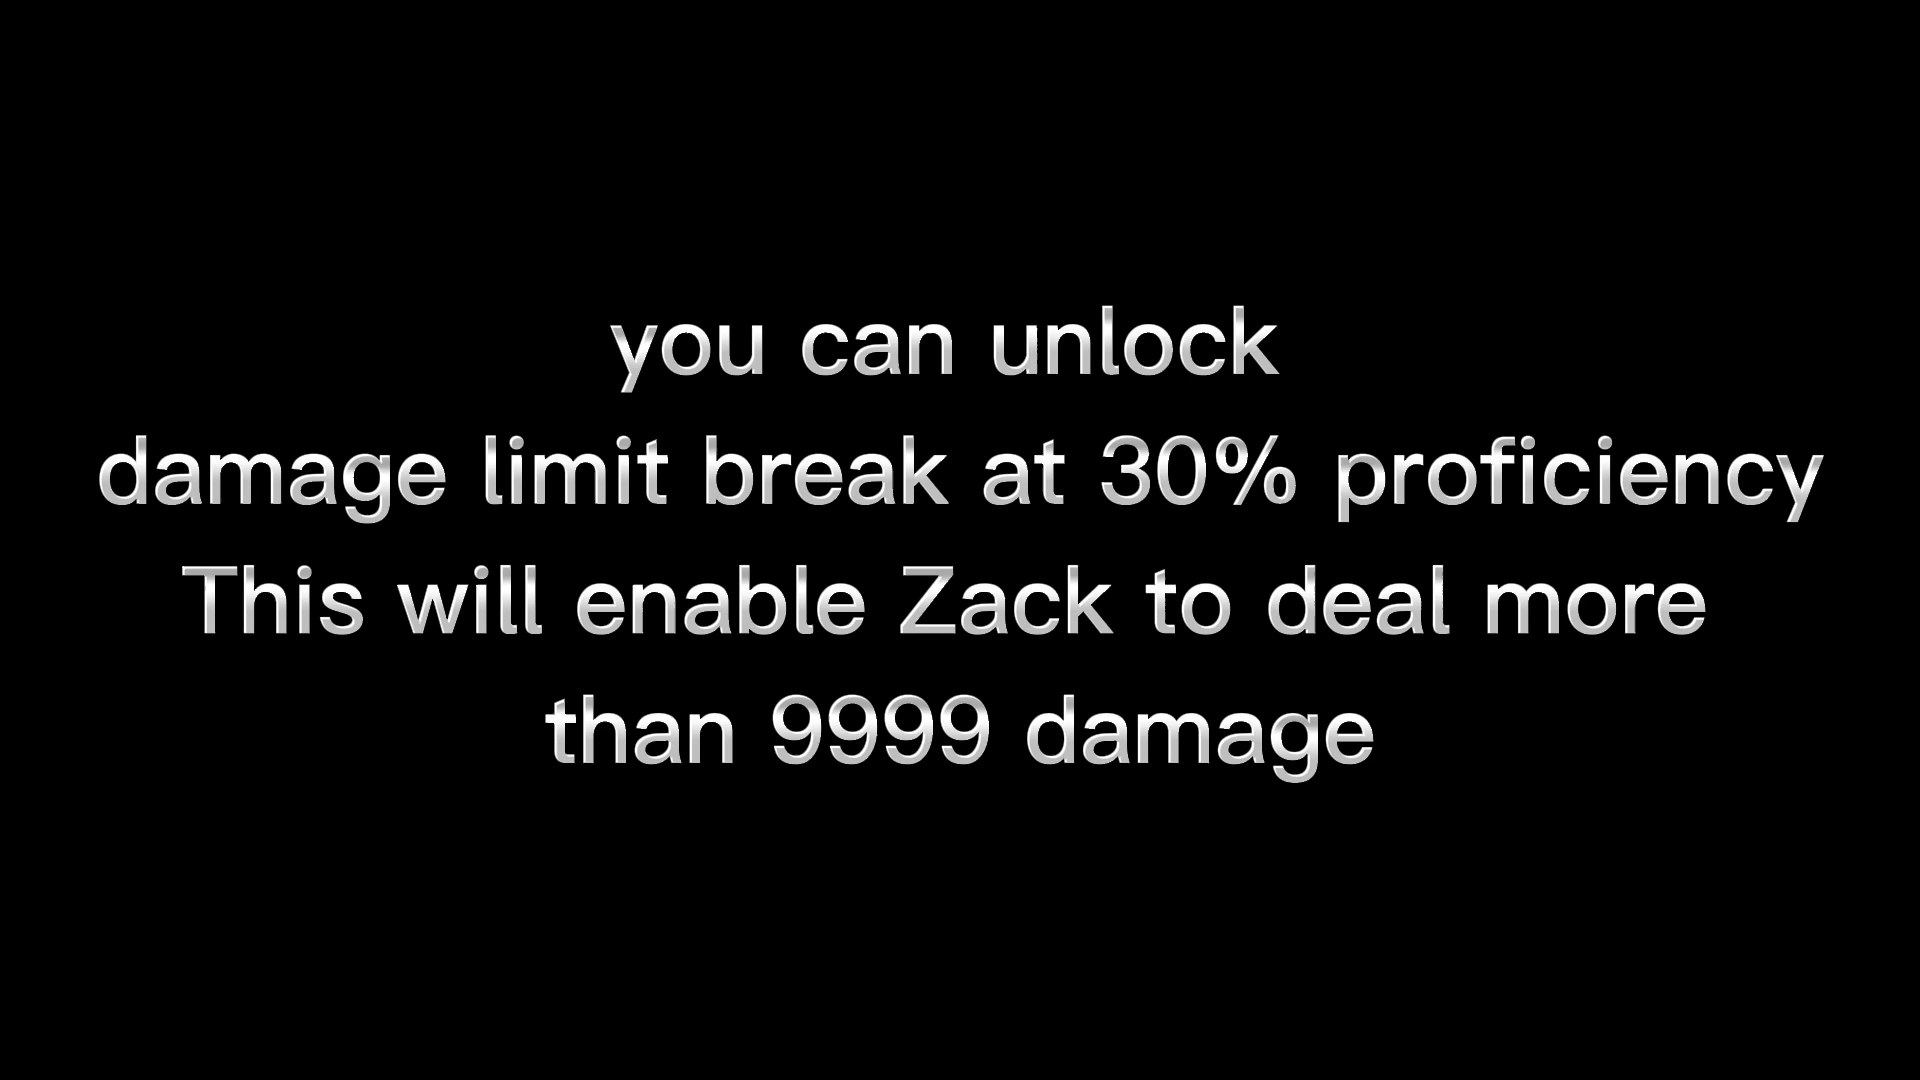 you can unlock
damage limit break at 30% proficiency
This will enable Zack to deal more
than 9999 damage